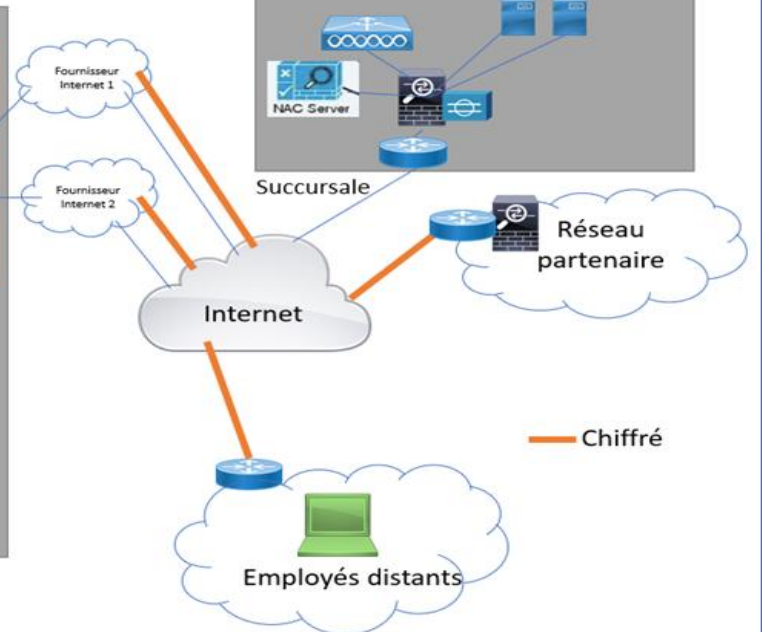 Fournisseur
Internet 1
NAC Server
Fournisseur
Internet 2
Succursale
Réseau
partenaire
Internet
Chiffré
Employés distants